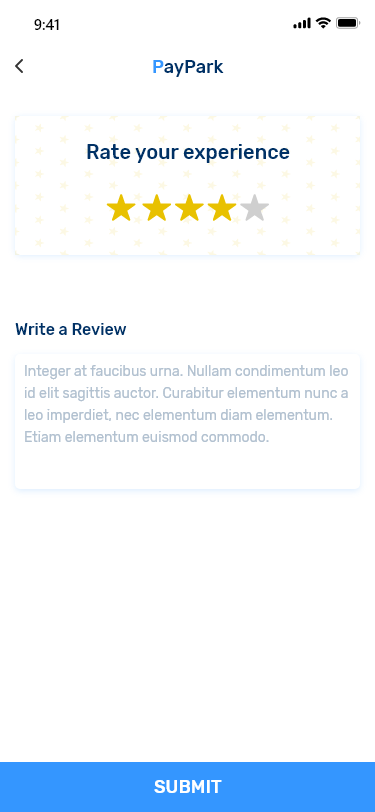 9:41
PayPark
Rate your experience
Write a Review
Integer at faucibus urna. Nullam condimentum leo
id elit sagittis auctor. Curabitur elementum nunc a
leo imperdiet, nec elementum diam elementum.
Etiam elementum euismod commodo.
SUBMIT